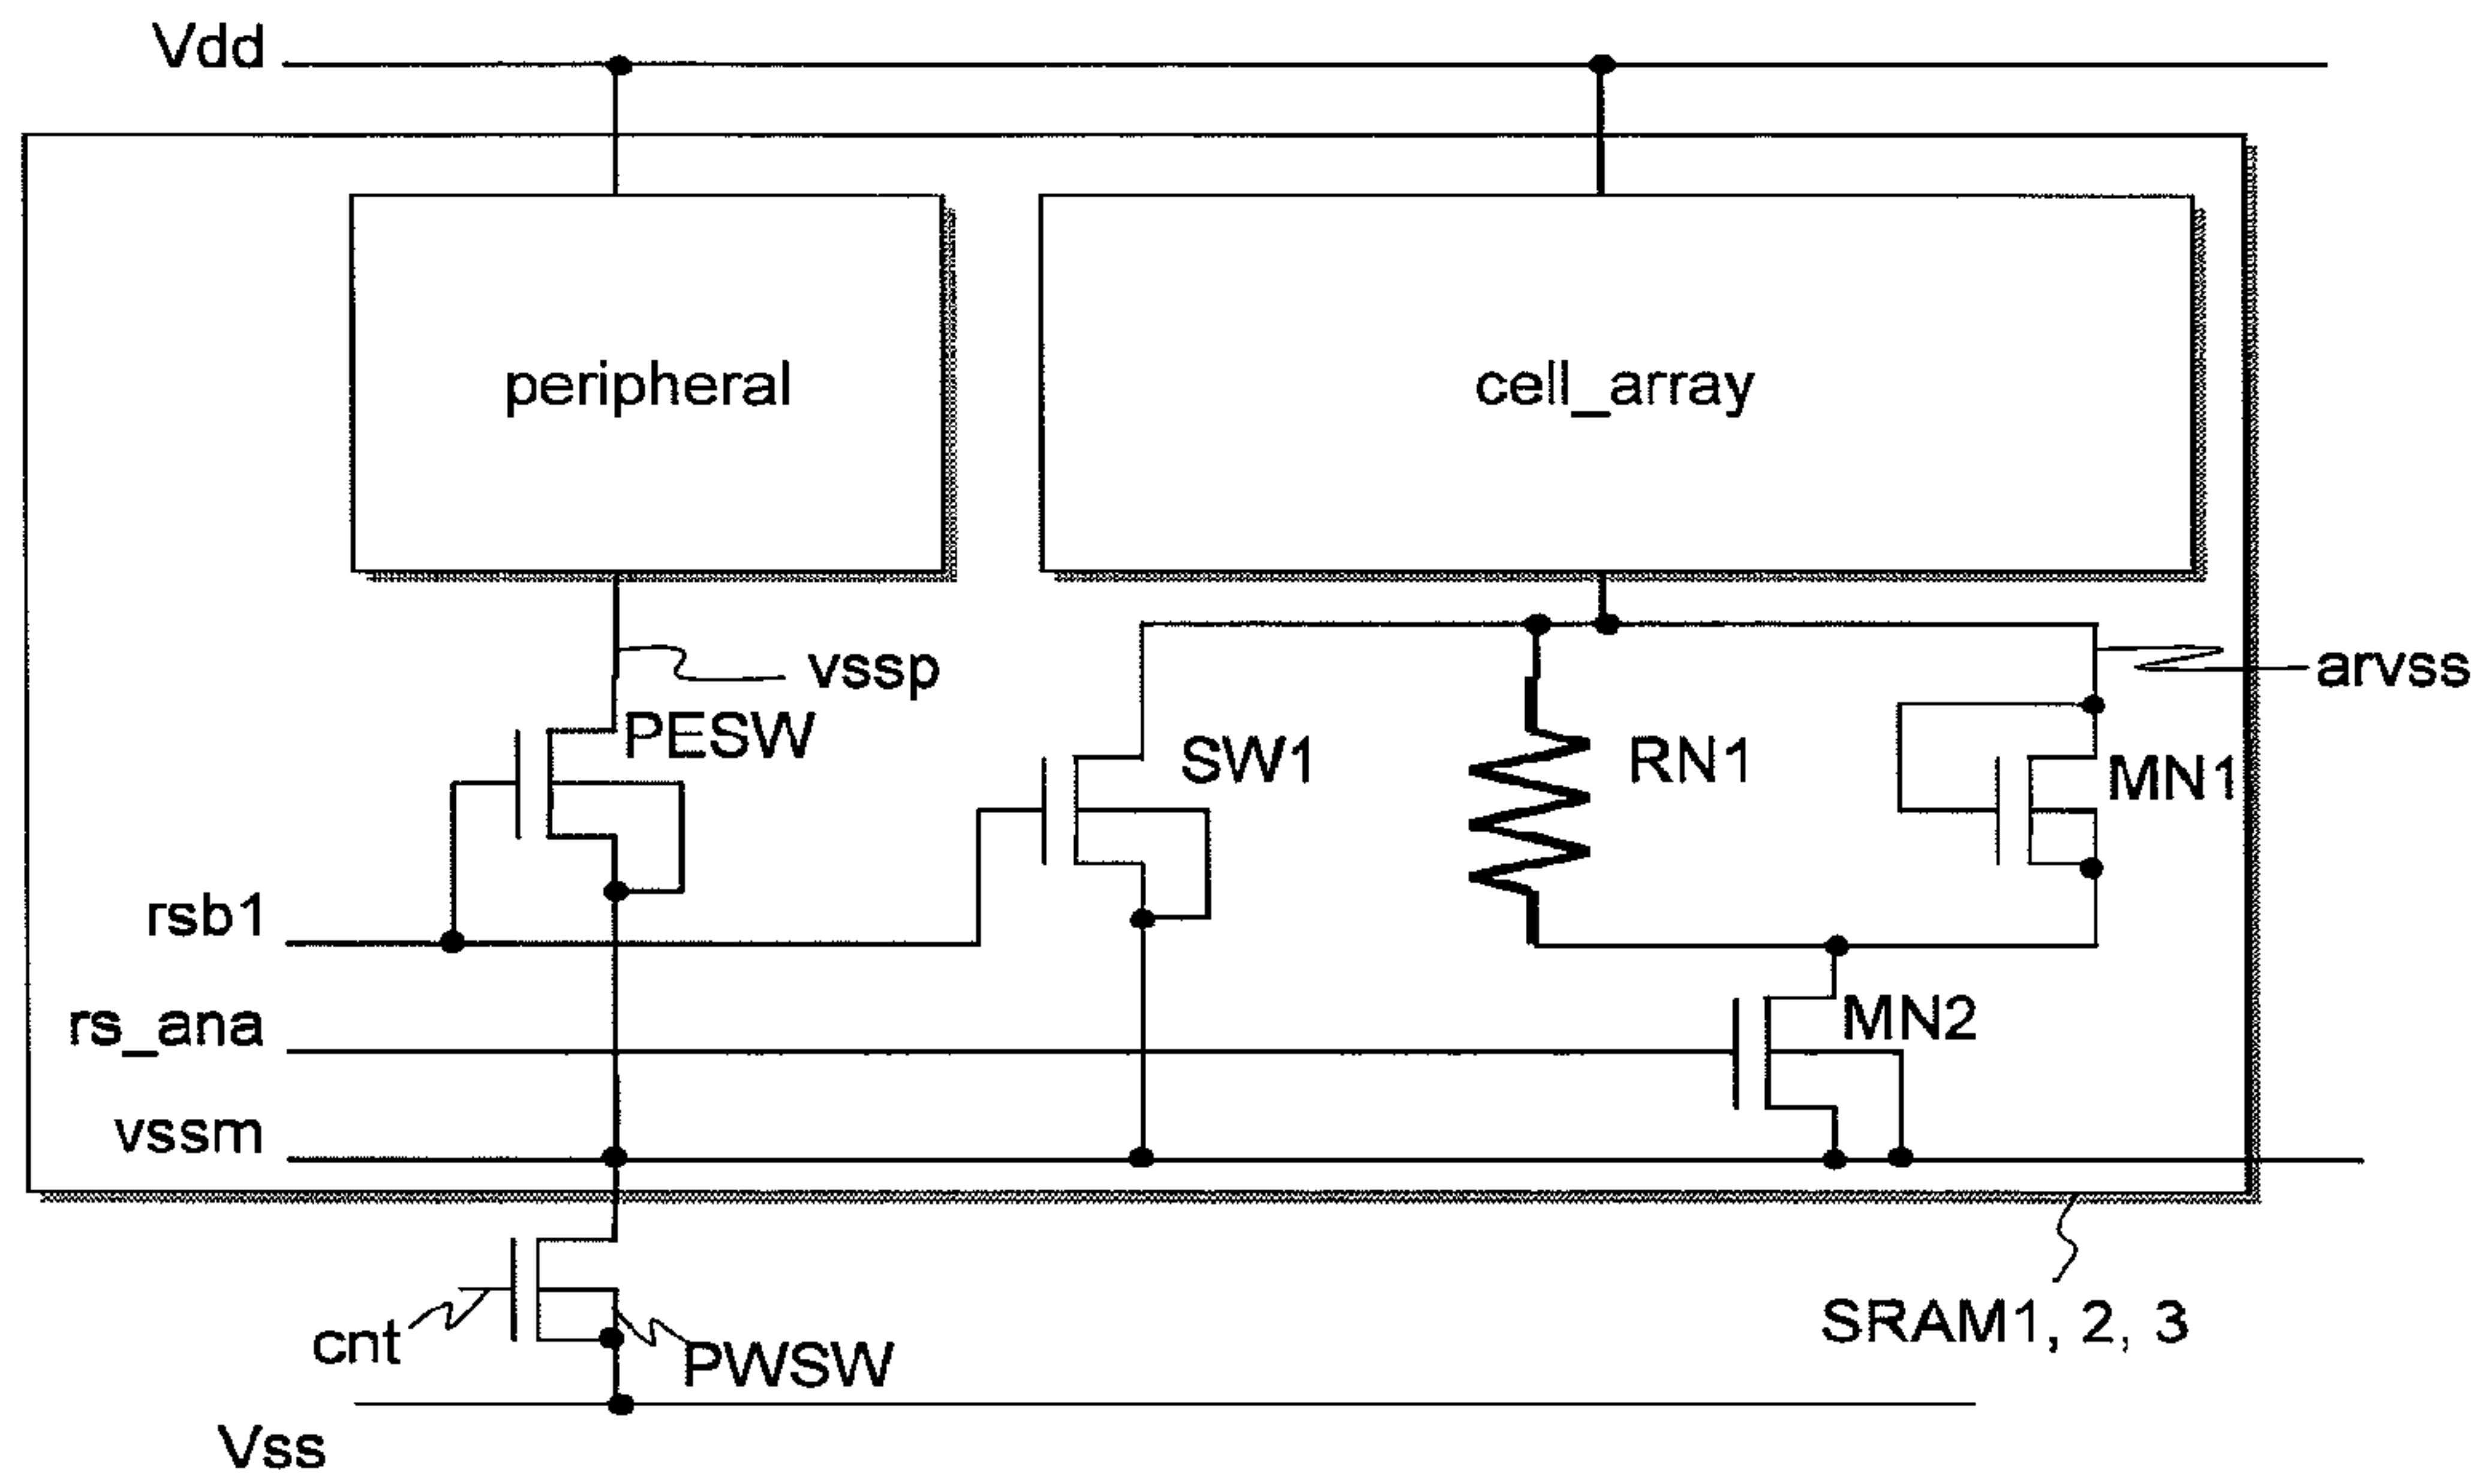 Vdd
peripheral
cell_array
vssp
arvss
PESW
SW1
RN1
MN1
rsb1
rs_ana
MN2
vssm
cnt
PWSW
SRAM1, 2, 3
Vss